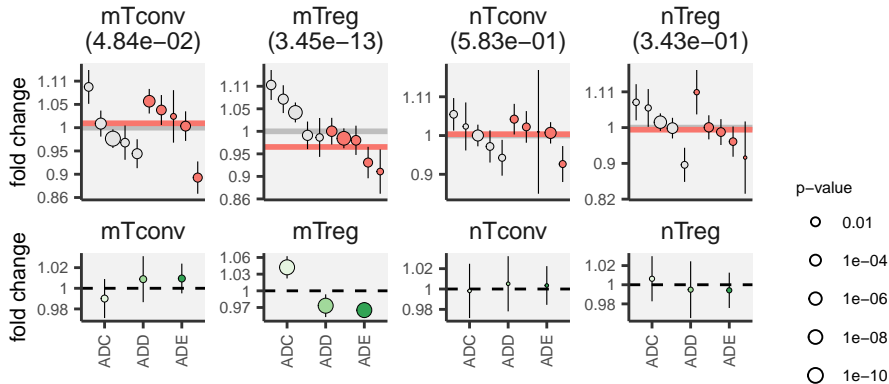 mTconv
(4.84e−02)
mTreg
(3.45e−13)
nTconv
(5.83e−01)
nTreg
(3.43e−01)
fold change
1.11
1.05
1
0.95
0.9
0.86
1.11
1.05
1
0.95
0.9
0.86
1.11
1
0.9
1.11
1
0.9
0.82
mTconv
mTreg
nTconv
nTreg
fold change
1.02
1
0.98
1.06
1.03
1
0.97
1.02
1
0.98
1.02
1
0.98
ADC
ADD
ADE
ADC
ADD
ADE
ADC
ADD
ADE
ADC
ADD
ADE
p−value
0.01
1e−04
1e−06
1e−08
1e−10